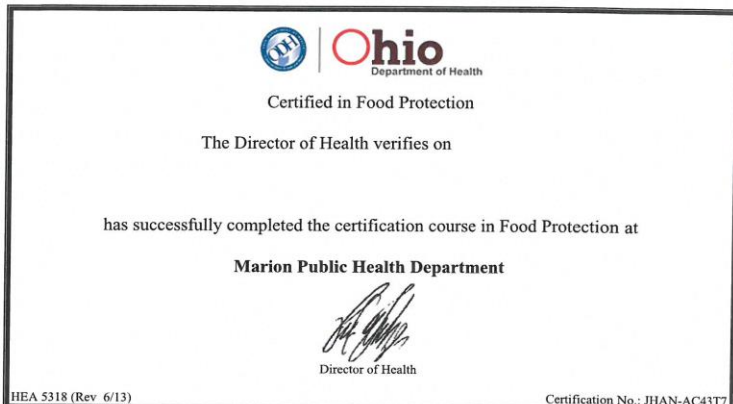 ODH
Ohio
Department of Health
Certified in Food Protection
The Director of Health verifies on
has successfully completed the certification course in Food Protection at
Marion Public Health Department
Director of Health
HEA 5318 (Rev 6/13)
Certification No.: JHAN-AC43T7